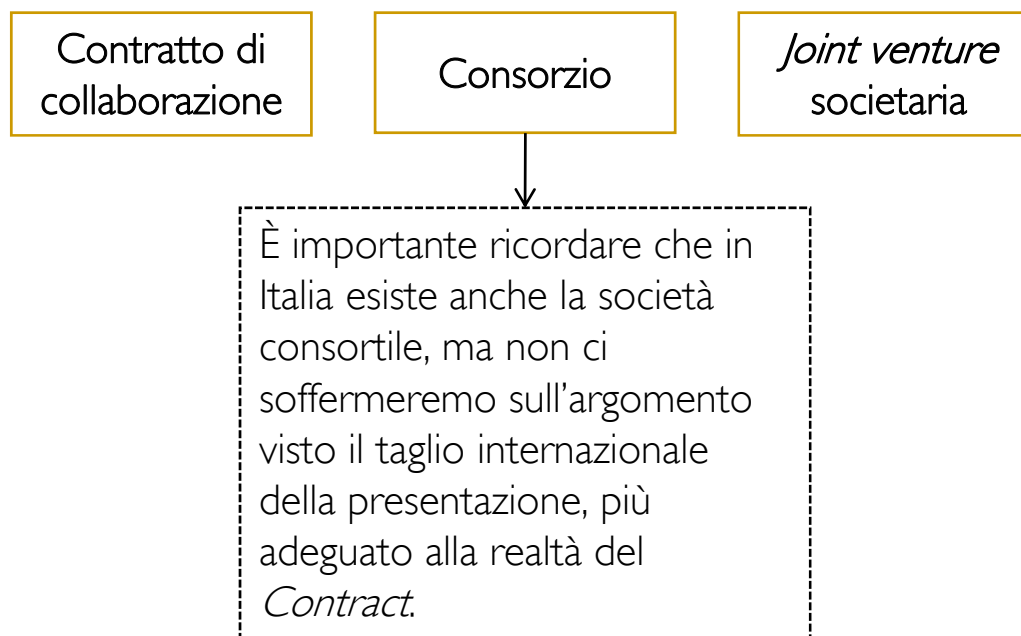 Contratto di
collaborazione
Consorzio
Joint venture
societaria
È importante ricordare che in
Italia esiste anche la società
consortile, ma non ci
soffermeremo sull'argomento
visto il taglio internazionale
della presentazione, più
adeguato alla realtà del
Contract.